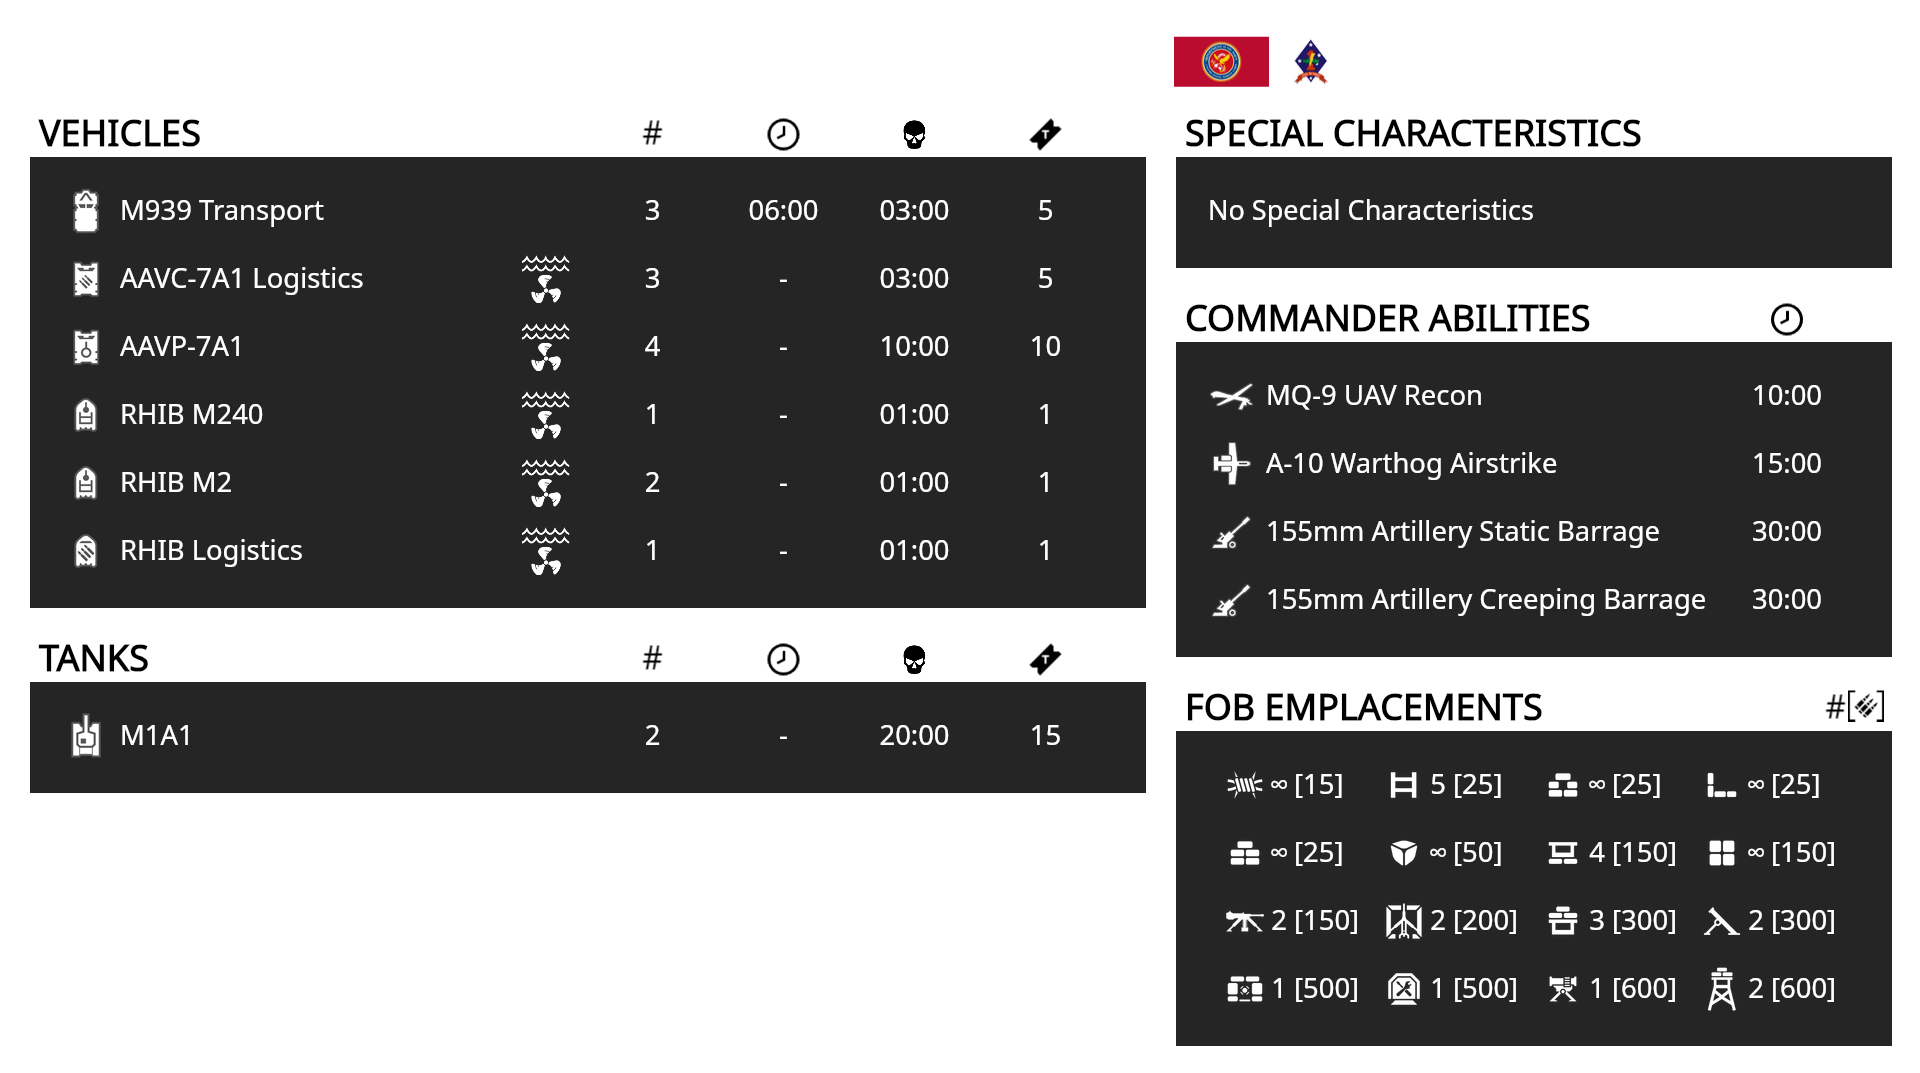 VEHICLES #
M939 Transport 3 06:00 03:00 5
AAVC-7A1 Logistics 3 - 03:00 5
AAVP-7A1 4 - 10:00 10
RHIB M240 1 - 01:00 1
RHIB M2 2 - 01:00 1
RHIB Logistics 1 - 01:00 1
TANKS #
M1A1 2 - 20:00 15
SPECIAL CHARACTERISTICS
No Special Characteristics
COMMANDER ABILITIES
MQ-9 UAV Recon 10:00
A-10 Warthog Airstrike 15:00
155mm Artillery Static Barrage 30:00
155mm Artillery Creeping Barrage 30:00
FOB EMPLACEMENTS #[]
∞ [15] 5 [25] ∞ [25] ∞ [25]
∞ [25] ∞ [50] 4 [150] ∞ [150]
2 [150] 2 [200] 3 [300] 2 [300]
1 [500] 1 [500] 1 [600] 2 [600]